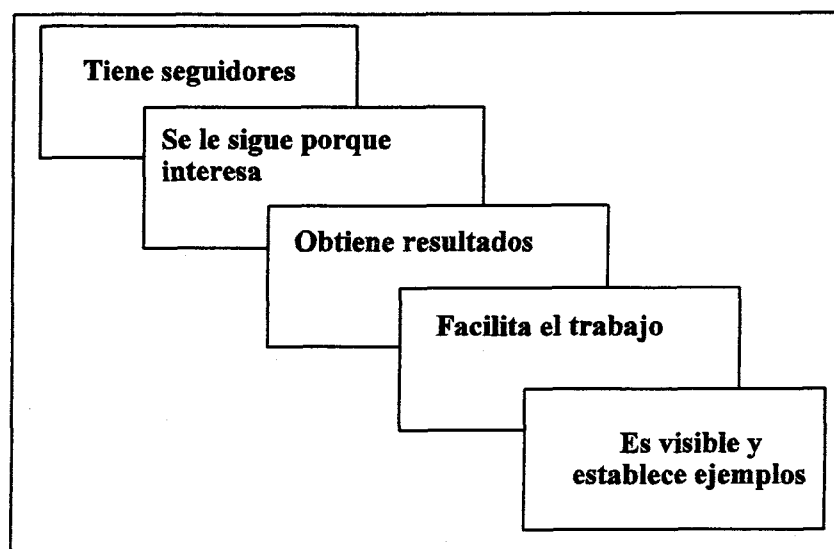 Tiene seguidores
Se le sigue porque
interesa
Obtiene resultados
Facilita el trabajo
Es visible y
establece ejemplos